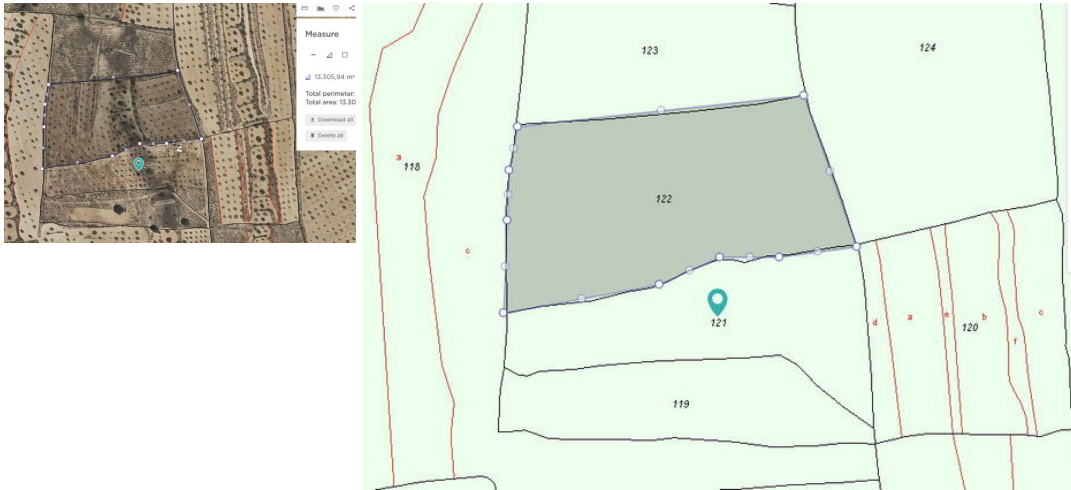 Measure
13.305,94 m²
Total perimeter:
Total area: 13.30
Download all
Delete all
123
124
a
118
122
c
121
d
a
e
b
120
f
c
119